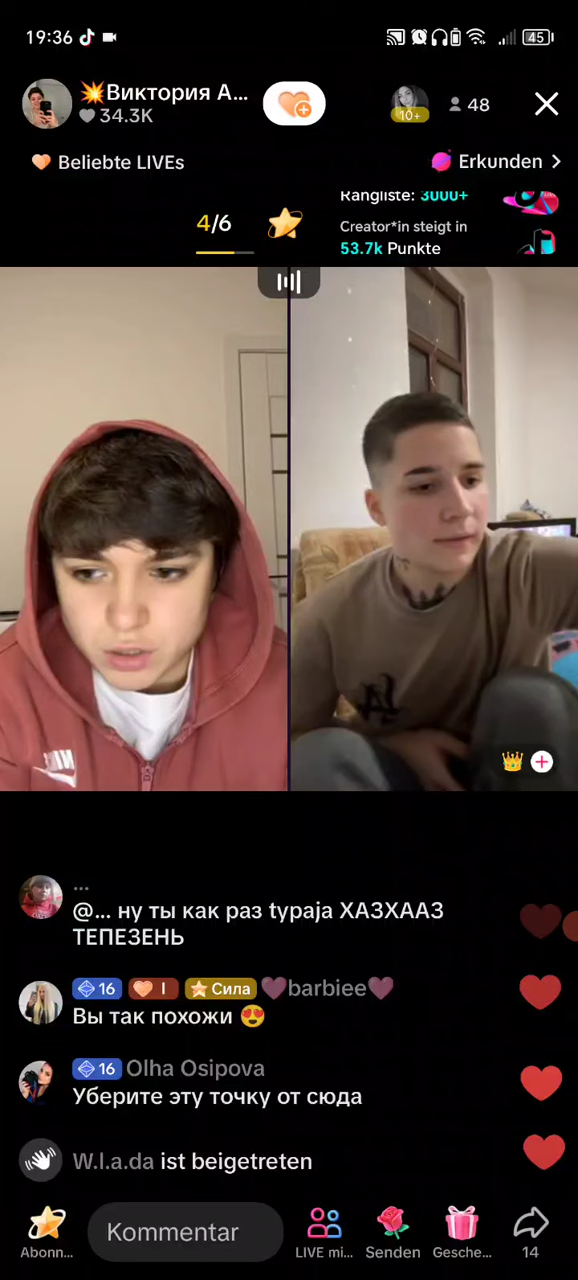 19:36
45
💥Виктория А...
34.3K
10+
48
Beliebte LIVEs
Erkunden >
Rangliste: 3000+
4/6
Creator*in steigt in
53.7k Punkte
...
@... ну ты как раз typaja ХАЗХААЗ
ТЕПЕЗЕНЬ
16 I Сила 💜barbiee💜
Вы так похожи 😍
16 Olha Osipova
Уберите эту точку от сюда
W.l.a.da ist beigetreten
Kommentar
Abonn... LIVE mi... Senden Gesche... 14